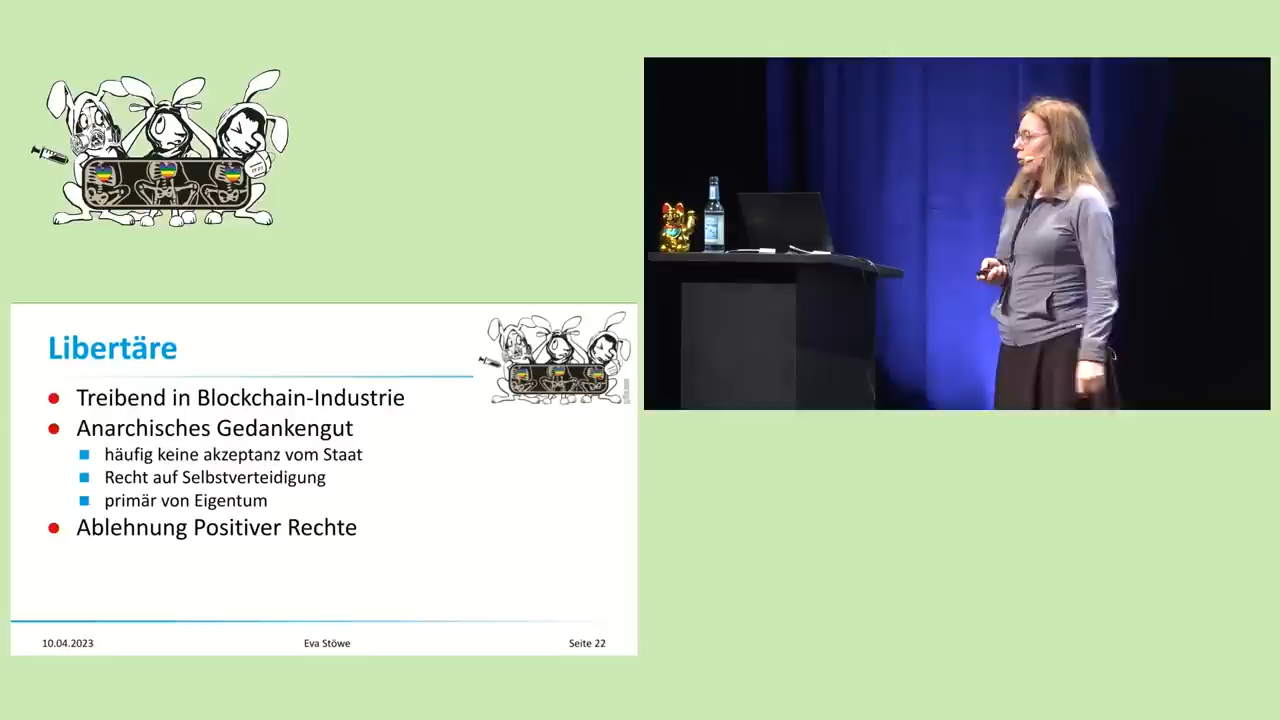 Libertäre
Treibend in Blockchain-Industrie
Anarchisches Gedankengut
häufig keine akzeptanz vom Staat
Recht auf Selbstverteidigung
primär von Eigentum
Ablehnung Positiver Rechte
10.04.2023
Eva Stöwe
Seite 22